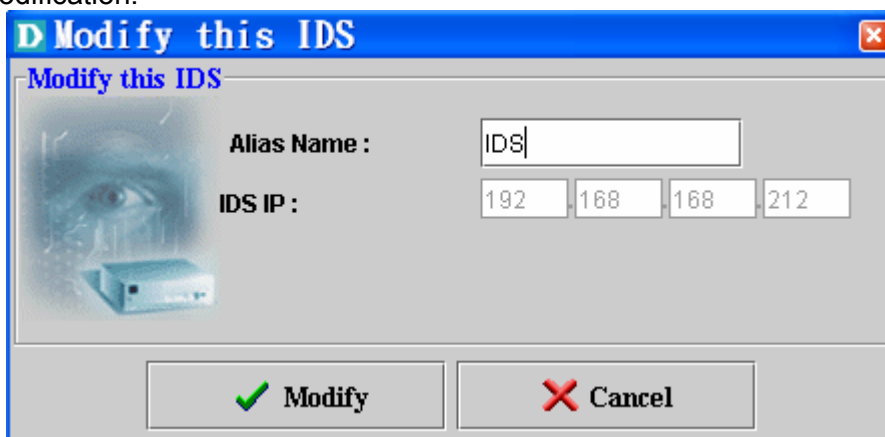 odification.
D Modify this IDS
Modify this IDS
Alias Name :
IDS
IDS IP :
192 . 168 . 168 . 212
Modify
Cancel